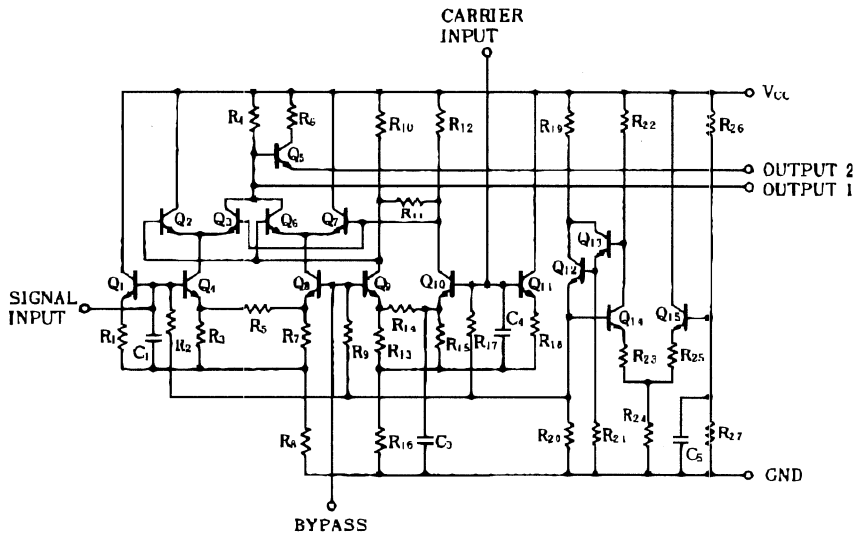 CARRIER
INPUT
VCC
R4
R6
R10
R12
R19
R22
R26
Q5
OUTPUT 2
OUTPUT 1
R11
Q2
Q3
Q6
Q7
Q13
Q1
Q4
Q8
Q9
Q10
Q11
Q12
SIGNAL
INPUT
R5
R14
C4
Q14
Q15
R1
C1
R2
R3
R7
R9
R13
R15
R17
R18
R23
R25
R8
R16
C3
R20
R21
R24
C5
R27
GND
BYPASS